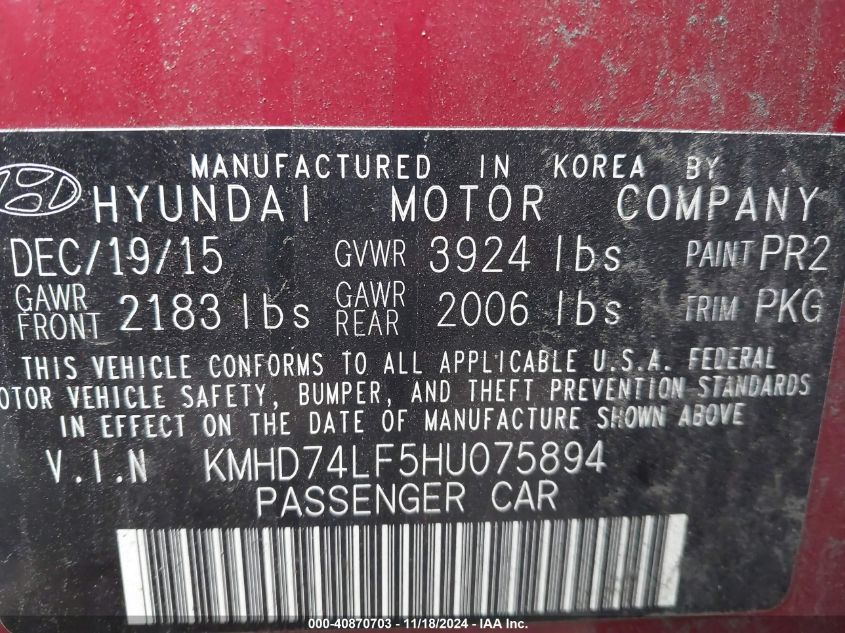 MANUFACTURED IN KOREA BY
HYUNDAI MOTOR COMPANY
DEC/19/15 GVWR 3924 lbs PAINT PR2
GAWR FRONT 2183 lbs GAWR REAR 2006 lbs TRIM PKG
THIS VEHICLE CONFORMS TO ALL APPLICABLE U.S.A. FEDERAL
OTOR VEHICLE SAFETY, BUMPER, AND THEFT PREVENTION STANDARDS
IN EFFECT ON THE DATE OF MANUFACTURE SHOWN ABOVE
V.I.N KMHD74LF5HU075894
PASSENGER CAR
000-40870703 - 11/18/2024 - IAA Inc.